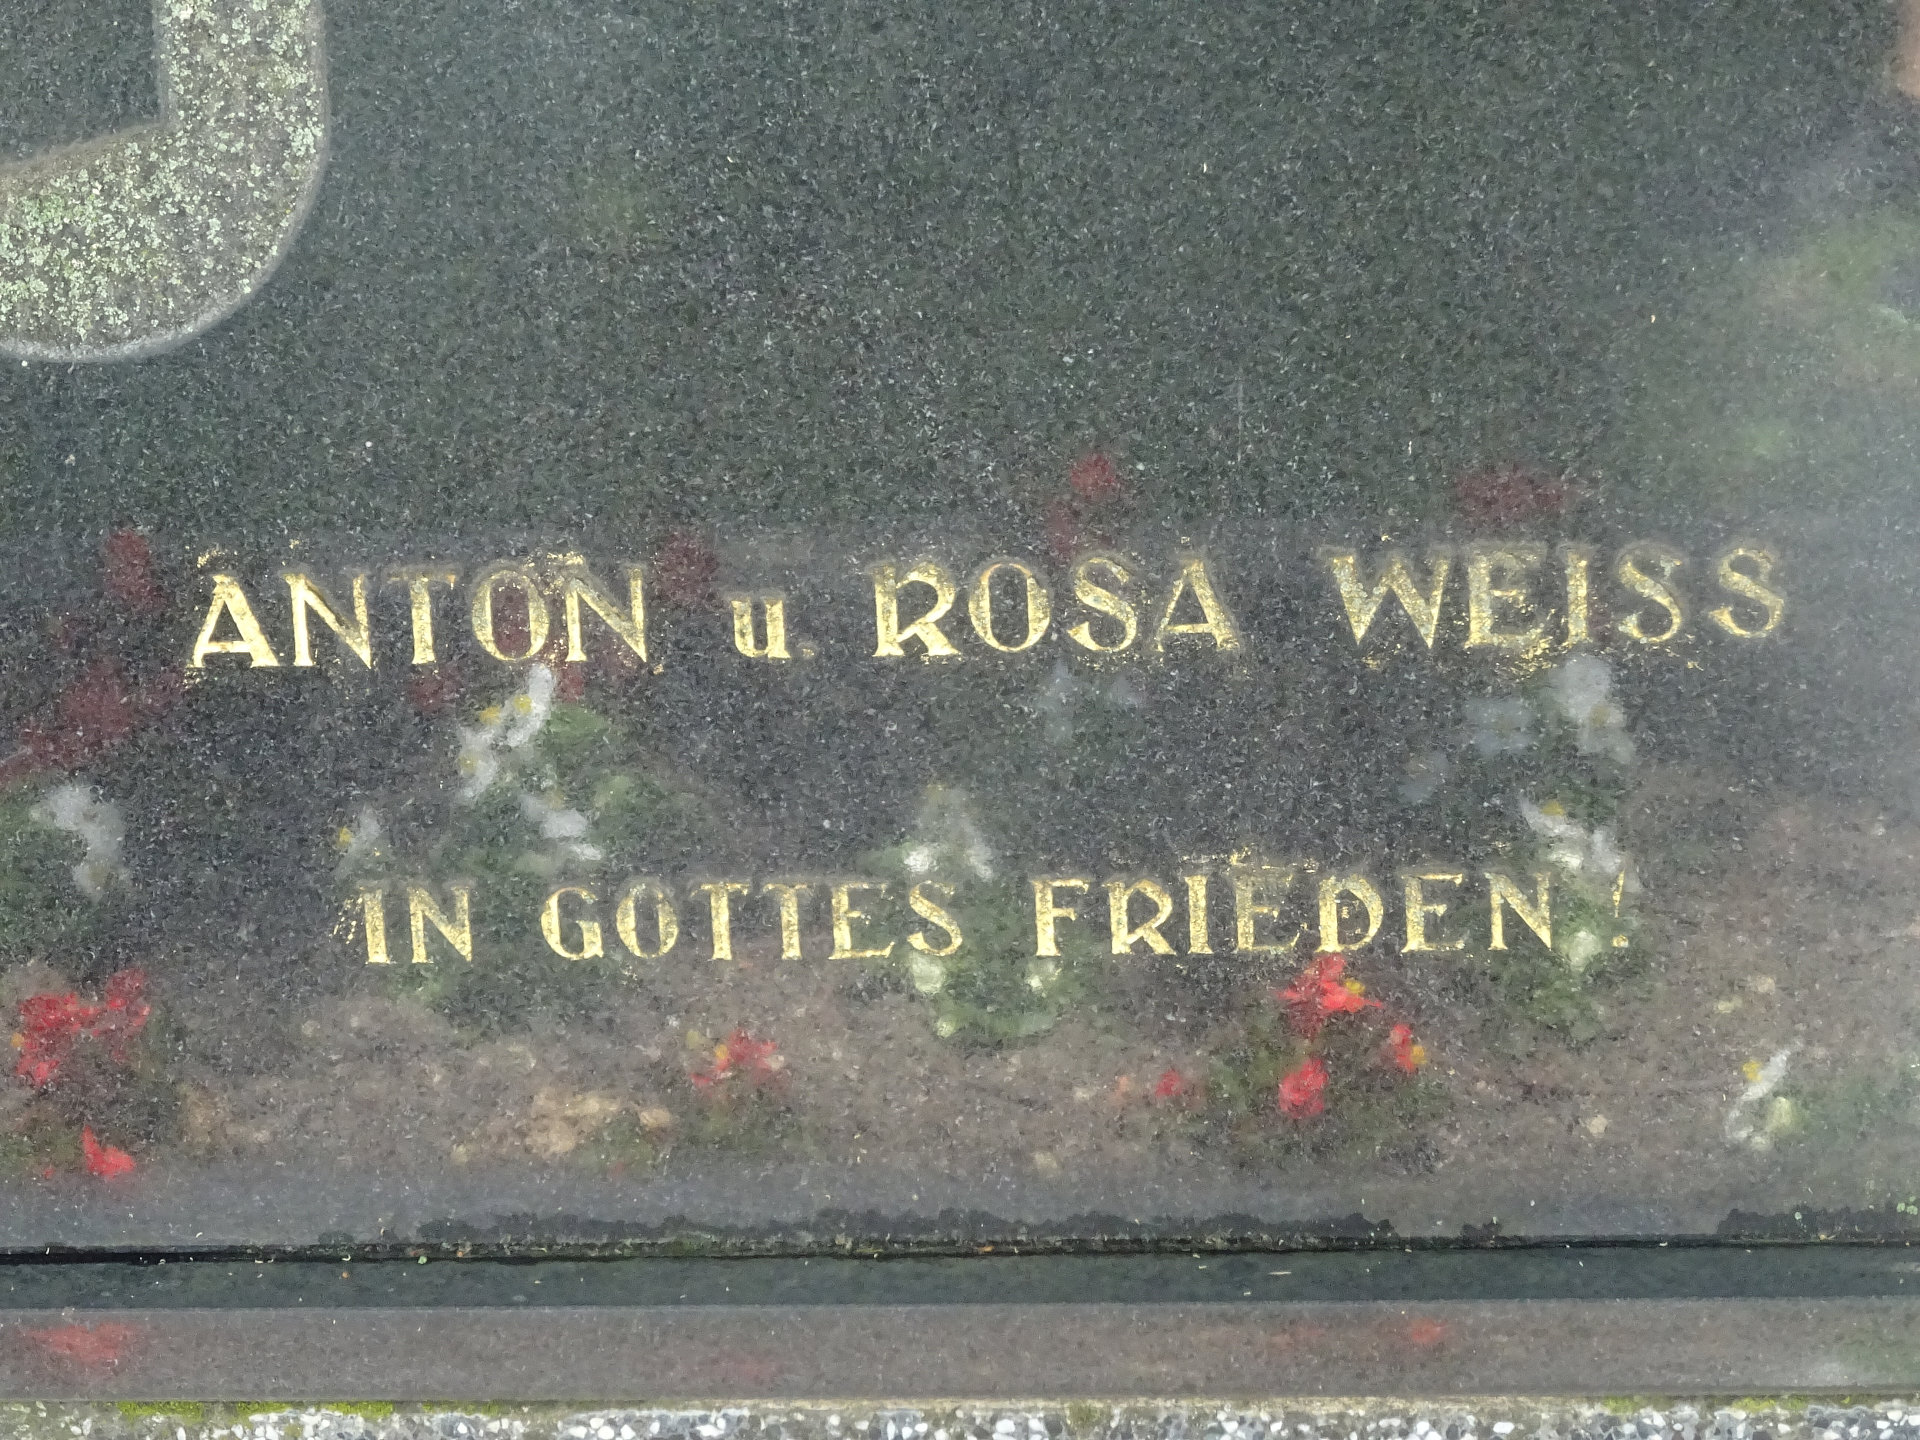 ANTON u. ROSA WEISS
IN GOTTES FRIEDEN!